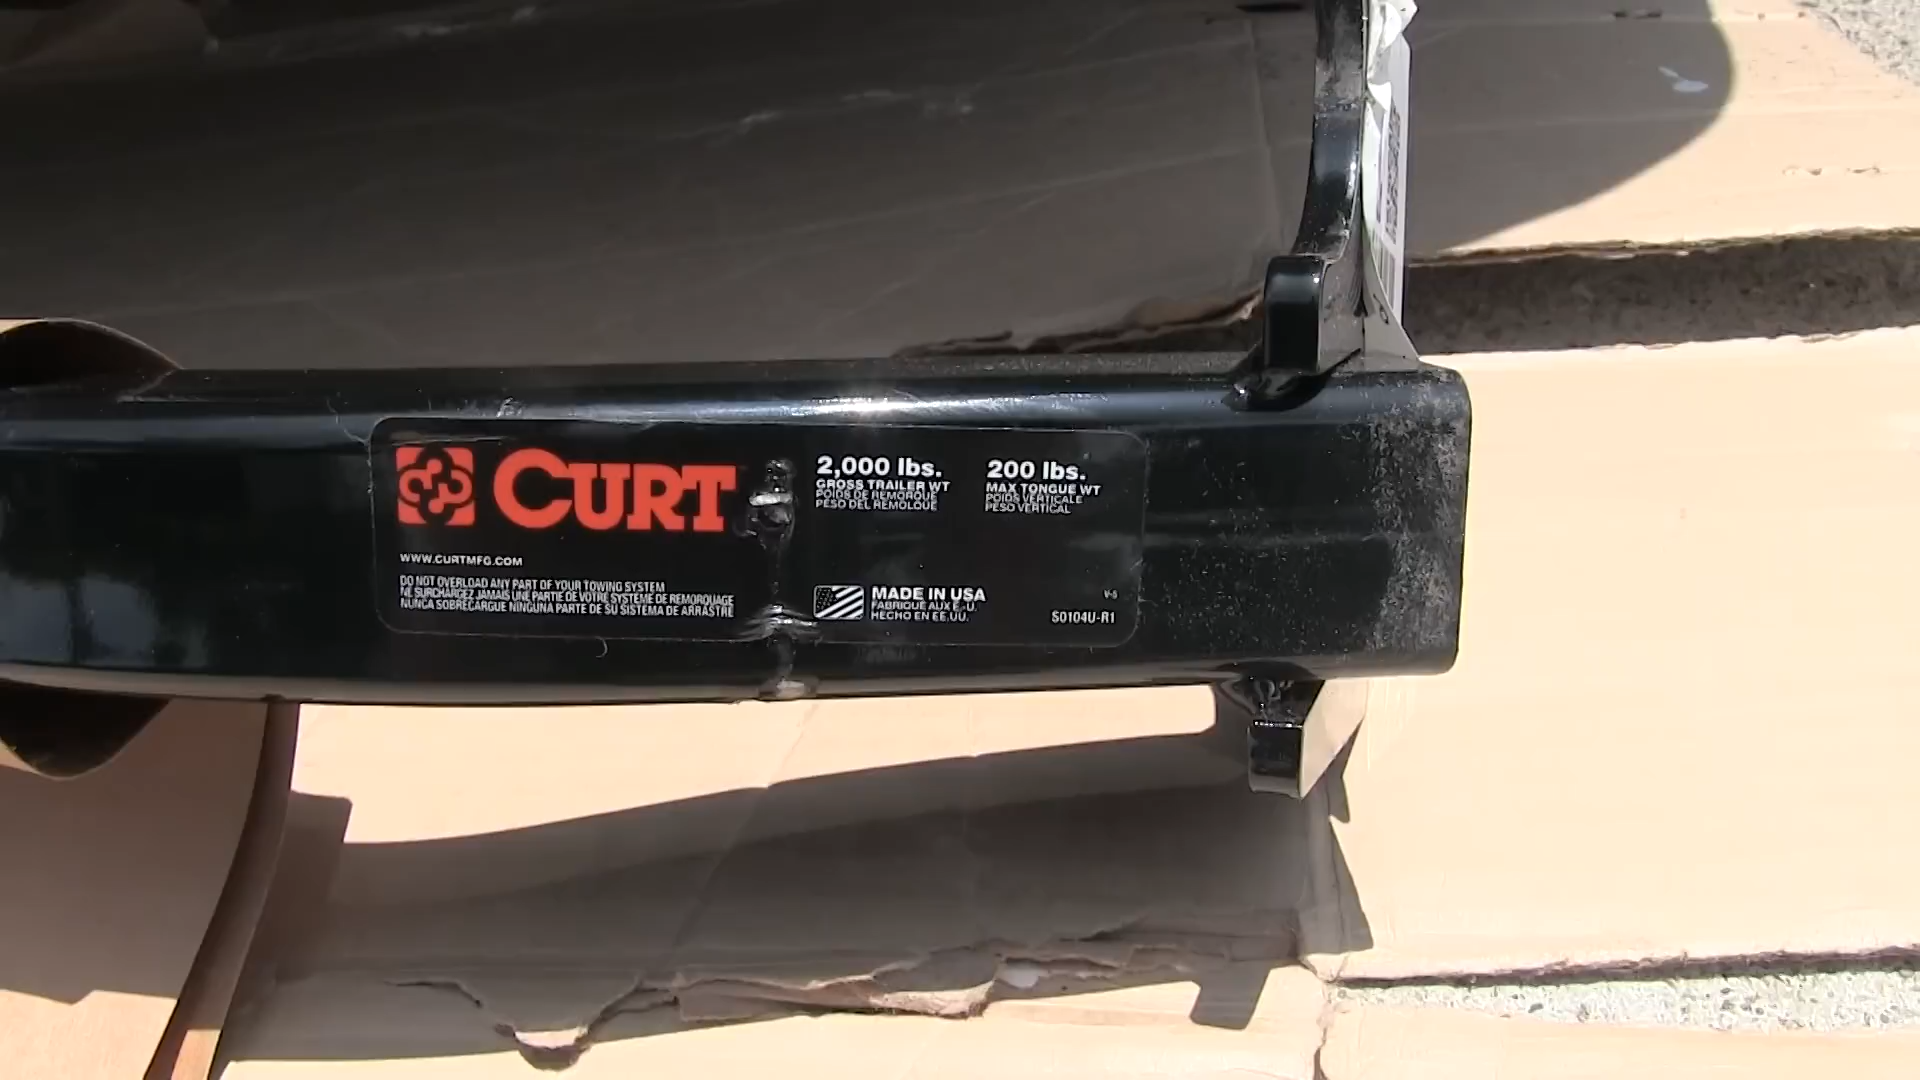 CURT
2,000 lbs.
GROSS TRAILER WT
POIDS DE REMORQUE
PESO DEL REMOLQUE
200 lbs.
MAX TONGUE WT
POIDS VERTICALE
PESO VERTICAL
WWW.CURTMFG.COM
DO NOT OVERLOAD ANY PART OF YOUR TOWING SYSTEM
NE SURCHARGEZ JAMAIS UNE PARTIE DE VOTRE SYSTEME DE REMORQUAGE
NUNCA SOBRECARGUE NINGUNA PARTE DE SU SISTEMA DE ARRASTRE
MADE IN USA
FABRIQUÉ AUX É.-U.
HECHO EN EE.UU.
V-5
S0104U-R1